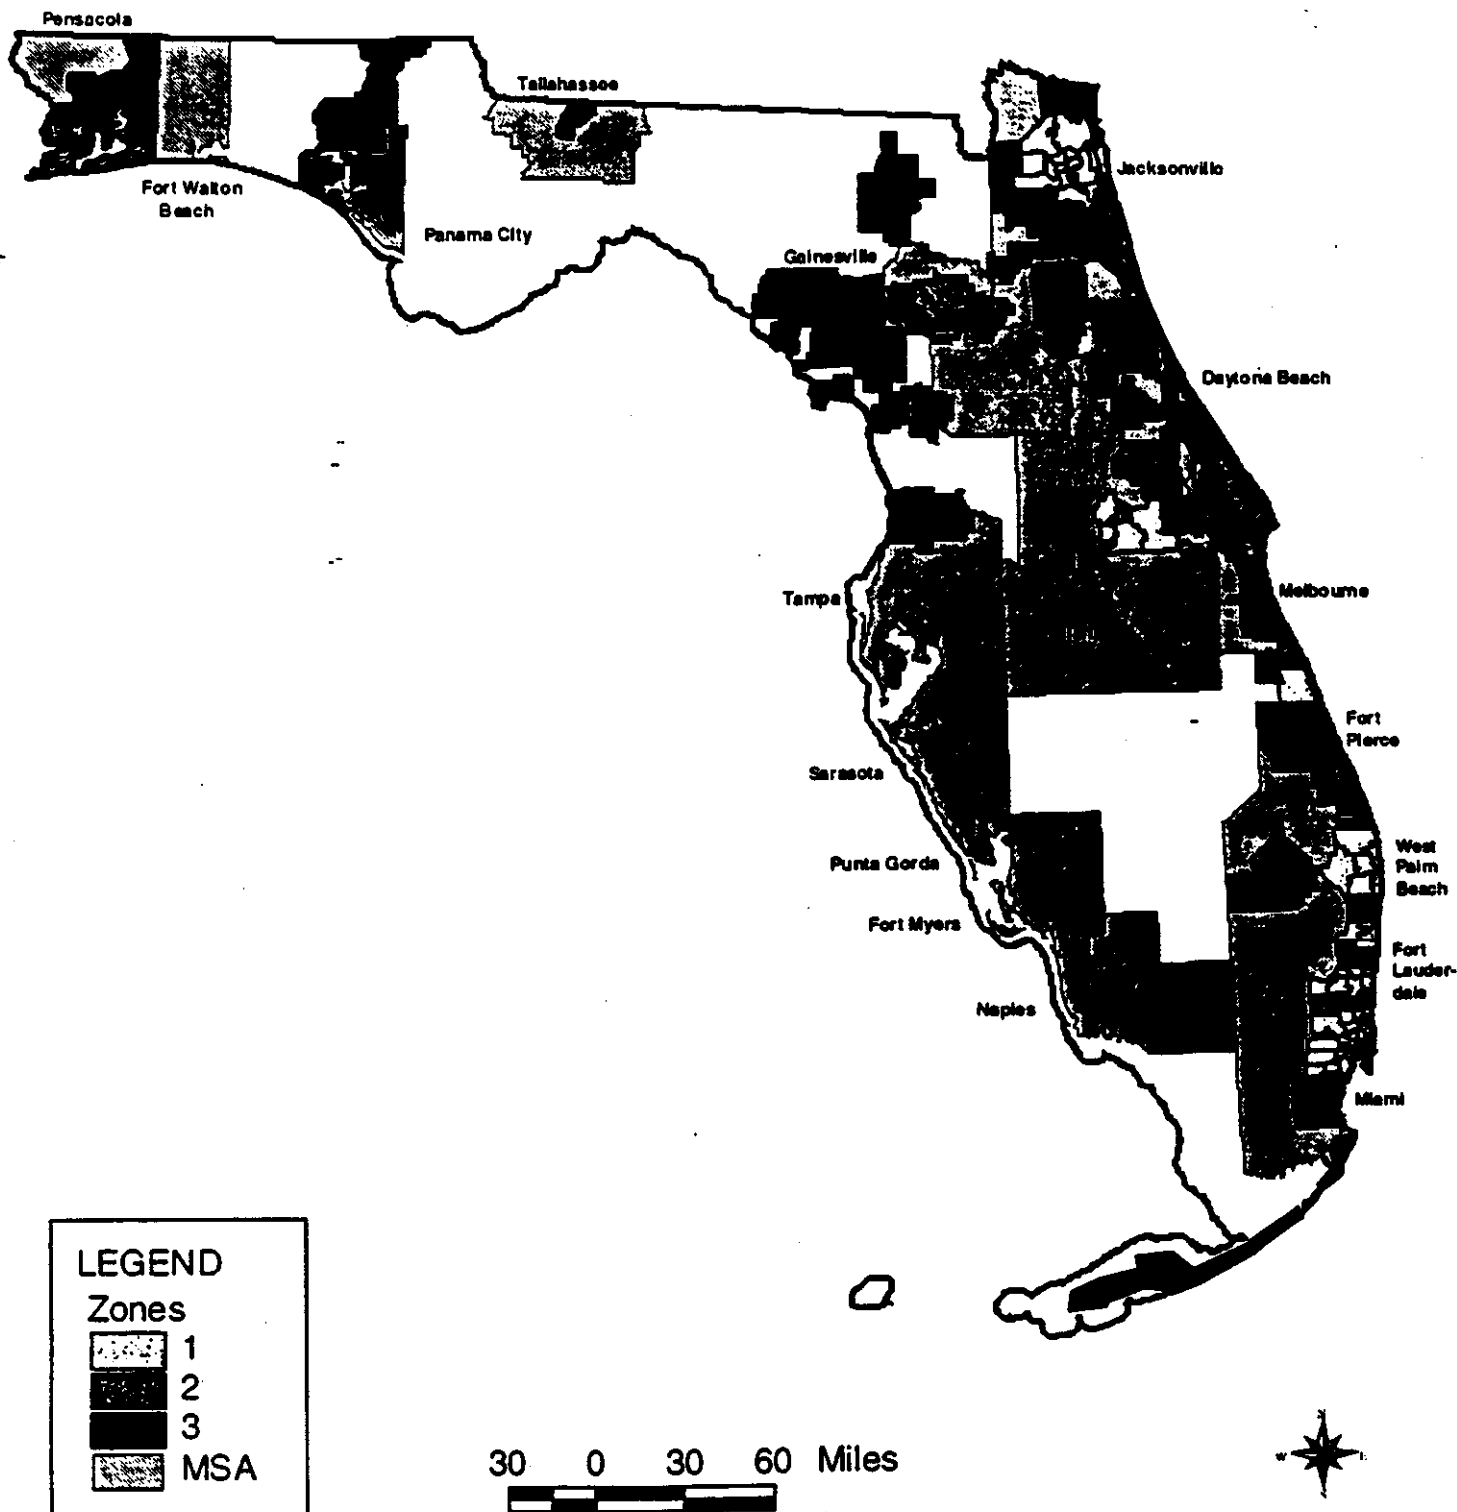 Pensacola
Tallahassee
Jacksonville
Fort Walton
Beach
Panama City
Gainesville
Daytona Beach
Tampa
Melbourne
Fort
Pierce
Sarasota
West
Palm
Beach
Punta Gorda
Fort Myers
Fort
Lauder-
dale
Naples
Miami
LEGEND
Zones
1
2
3
MSA
30 0 30 60 Miles
W